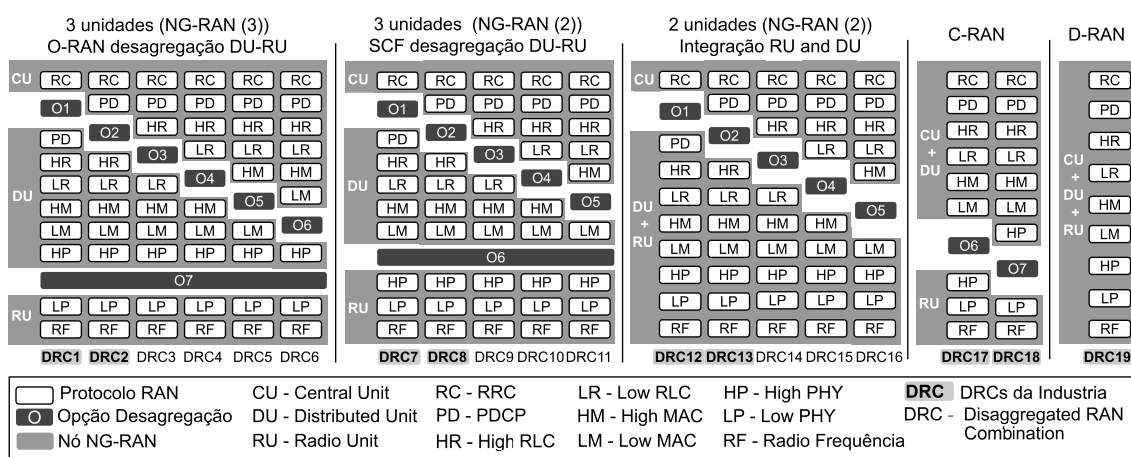 3 unidades (NG-RAN (3))
O-RAN desagregação DU-RU
CU RC RC RC RC RC RC
O1 PD PD PD PD PD
PD O2 HR HR HR HR
HR HR O3 LR LR LR
LR LR LR O4 HM HM
DU HM HM HM HM O5 LM
LM LM LM LM LM O6
HP HP HP HP HP HP
O7
RU LP LP LP LP LP LP
RF RF RF RF RF RF
DRC1 DRC2 DRC3 DRC4 DRC5 DRC6
3 unidades (NG-RAN (2))
SCF desagregação DU-RU
CU RC RC RC RC RC
O1 PD PD PD PD
PD O2 HR HR HR
HR HR O3 LR LR
DU LR LR LR O4 HM
HM HM HM HM O5
LM LM LM LM LM
O6
HP HP HP HP HP
RU LP LP LP LP LP
RF RF RF RF RF
DRC7 DRC8 DRC9 DRC10 DRC11
2 unidades (NG-RAN (2))
Integração RU and DU
CU RC RC RC RC RC
O1 PD PD PD PD
PD O2 HR HR HR
HR HR O3 LR LR
LR LR LR O4 HM
DU + RU
HM HM HM HM O5
LM LM LM LM LM
HP HP HP HP HP
LP LP LP LP LP
RF RF RF RF RF
DRC12 DRC13 DRC14 DRC15 DRC16
C-RAN
RC RC
PD PD
CU + DU
HR HR
LR LR
HM HM
LM LM
O6 HP
HP O7
RU LP LP
RF RF
DRC17 DRC18
D-RAN
RC
PD
HR
CU + DU + RU
LR
HM
LM
HP
LP
RF
DRC19
Protocolo RAN
O Opção Desagregação
Nó NG-RAN
CU - Central Unit
DU - Distributed Unit
RU - Radio Unit
RC - RRC
PD - PDCP
HR - High RLC
LR - Low RLC
HM - High MAC
LM - Low MAC
HP - High PHY
LP - Low PHY
RF - Radio Frequência
DRC DRCs da Industria
DRC - Disaggregated RAN
Combination